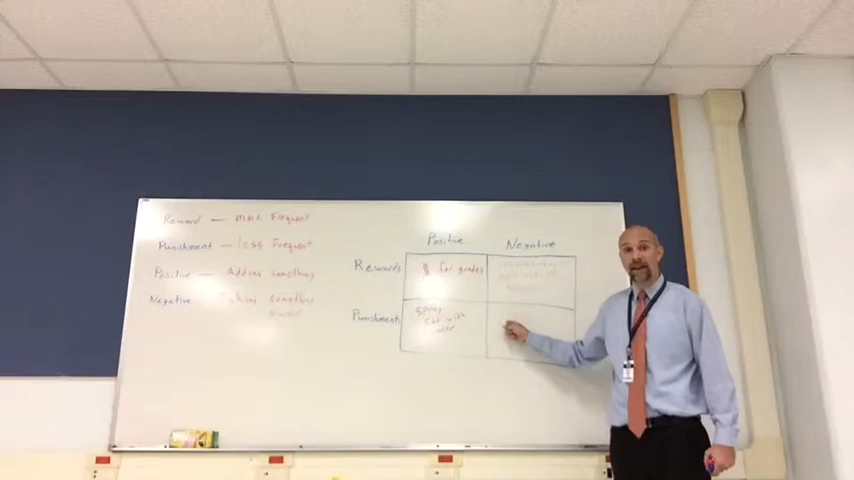 Reward — more Frequent
Punishment — less Frequent
Positive — Adding something
Negative — Taking something
Positive Negative
Rewards
$ for grades
Punishment
Spray
Cat with
water